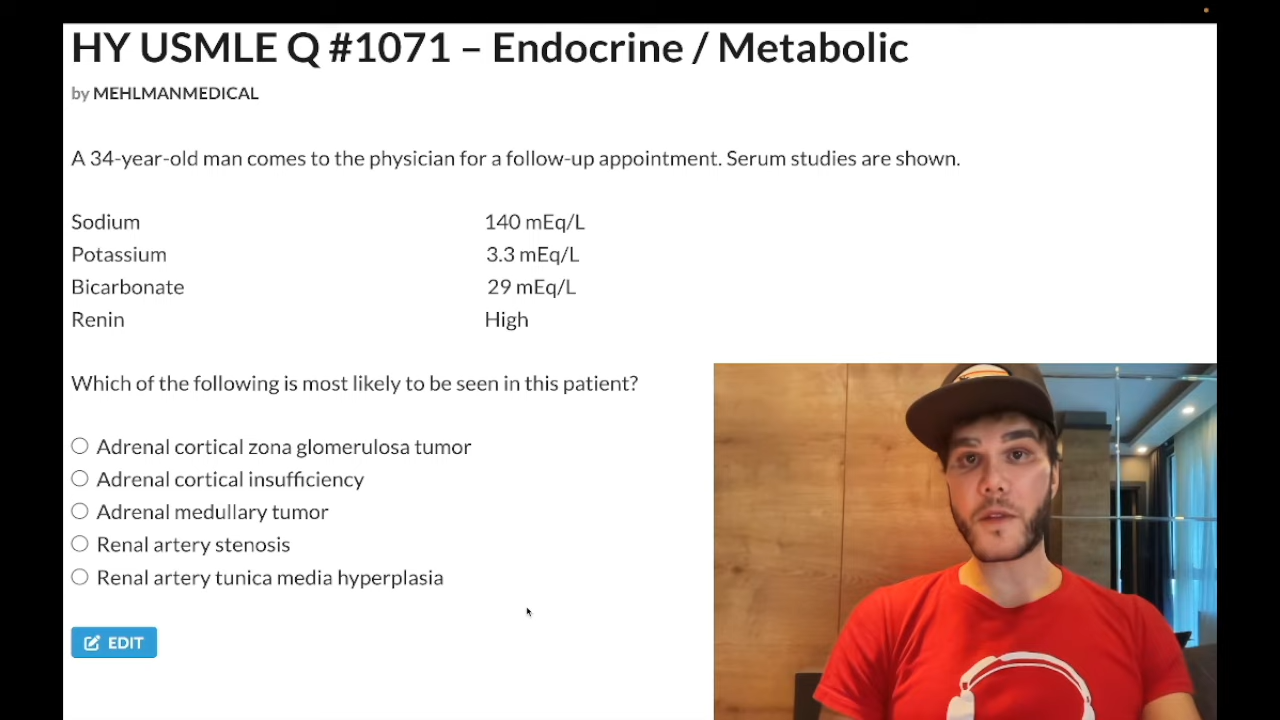 HY USMLE Q #1071 – Endocrine / Metabolic
by MEHLMANMEDICAL
A 34-year-old man comes to the physician for a follow-up appointment. Serum studies are shown.
Sodium 140 mEq/L
Potassium 3.3 mEq/L
Bicarbonate 29 mEq/L
Renin High
Which of the following is most likely to be seen in this patient?
Adrenal cortical zona glomerulosa tumor
Adrenal cortical insufficiency
Adrenal medullary tumor
Renal artery stenosis
Renal artery tunica media hyperplasia
EDIT